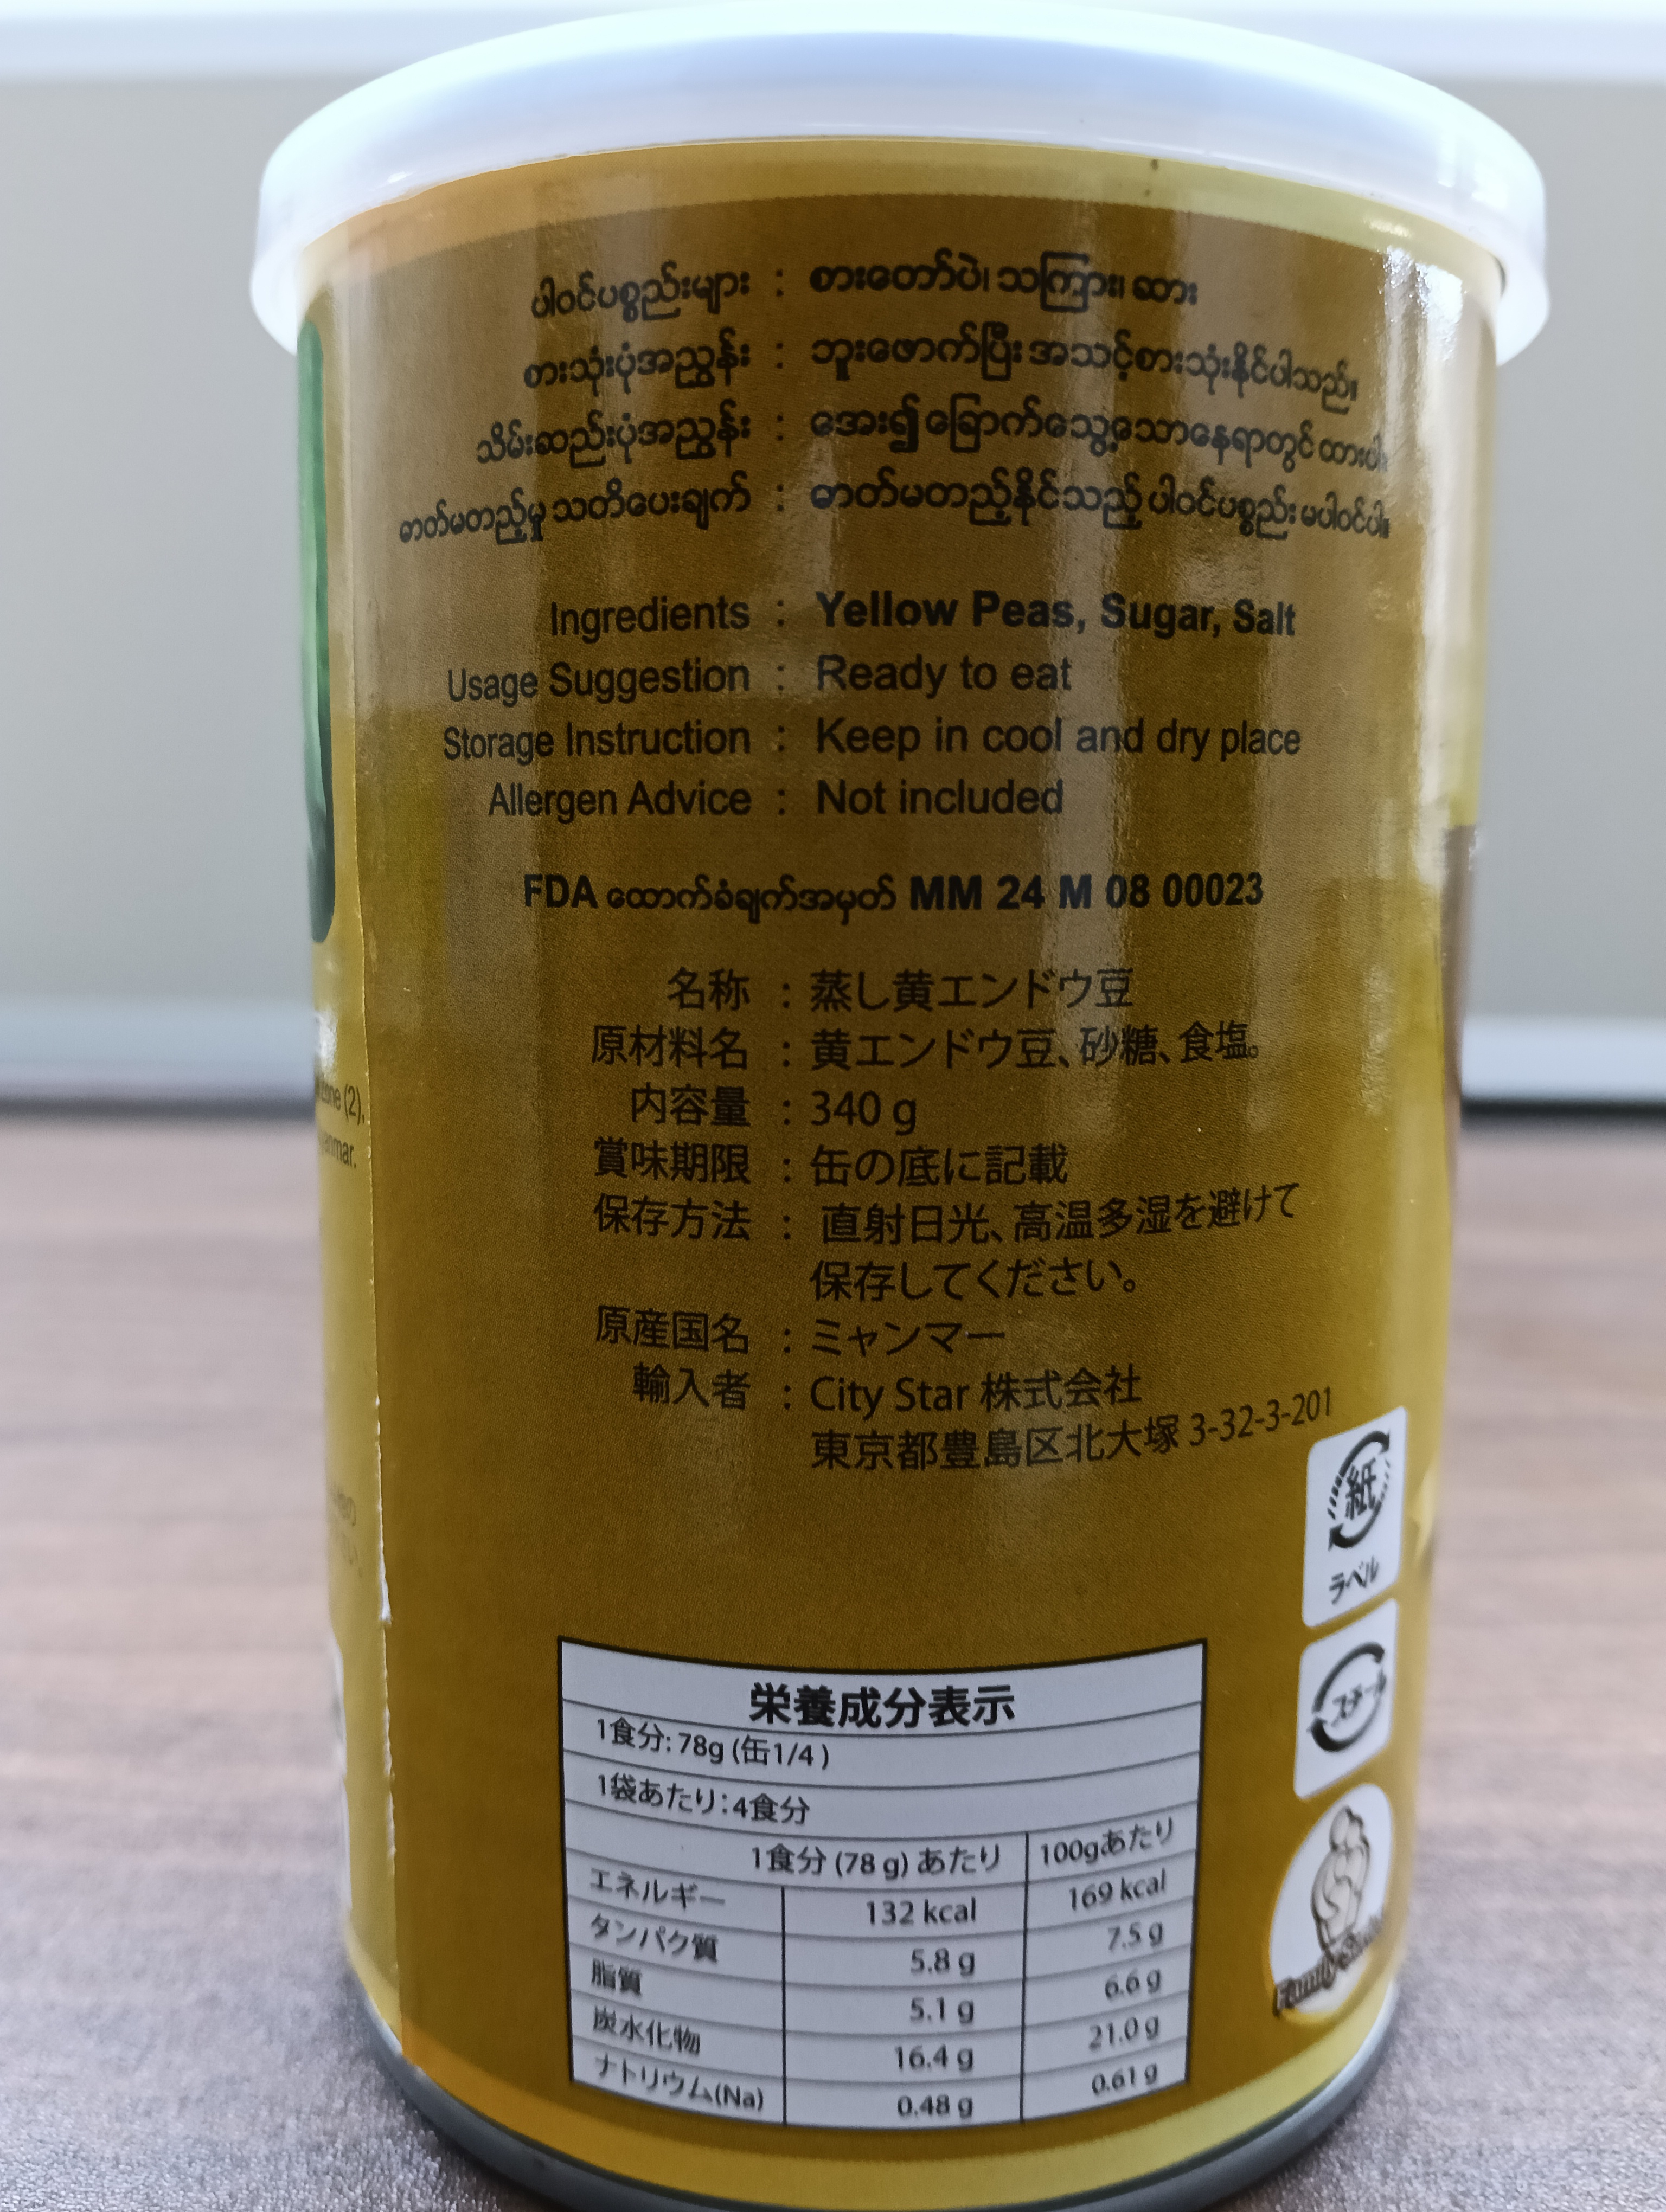 ပါဝင်ပစ္စည်းများ : စားတော်ပဲ၊ သကြား၊ ဆား
စားသုံးပုံအညွှန်း : ဘူးဖောက်ပြီး အသင့်စားသုံးနိုင်ပါသည်။
သိမ်းဆည်းပုံအညွှန်း : အေး၍ ခြောက်သွေ့သောနေရာတွင် ထားပါ။
ဓာတ်မတည့်မှု သတိပေးချက် : ဓာတ်မတည့်နိုင်သည့် ပါဝင်ပစ္စည်း မပါဝင်ပါ။
Ingredients : Yellow Peas, Sugar, Salt
Usage Suggestion : Ready to eat
Storage Instruction : Keep in cool and dry place
Allergen Advice : Not included
FDA ထောက်ခံချက်အမှတ် MM 24 M 08 00023
名称 : 蒸し黄エンドウ豆
原材料名 : 黄エンドウ豆、砂糖、食塩。
内容量 : 340 g
賞味期限 : 缶の底に記載
保存方法 : 直射日光、高温多湿を避けて
保存してください。
原産国名 : ミャンマー
輸入者 : City Star 株式会社
東京都豊島区北大塚 3-32-3-201
(2),
紙
ラベル
スチール
栄養成分表示
1食分: 78g (缶1/4 )
1袋あたり：4食分
1食分 (78 g) あたり 100gあたり
エネルギー 132 kcal 169 kcal
タンパク質 5.8 g 7.5 g
脂質 5.1 g 6.6 g
炭水化物 16.4 g 21.0 g
ナトリウム(Na) 0.48 g 0.61 g
Family